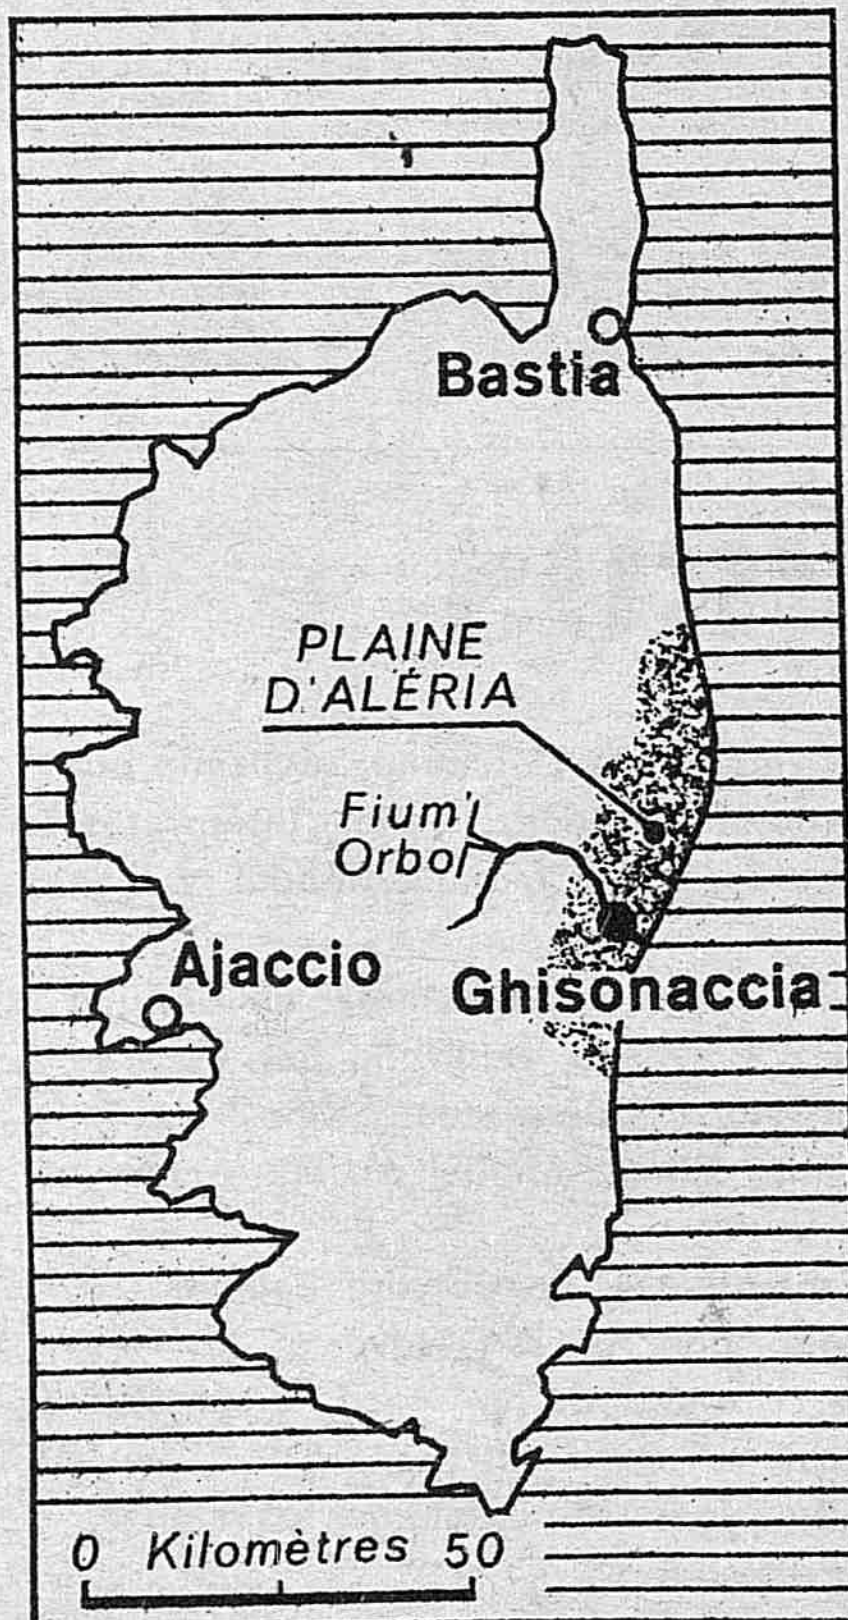 Bastia
PLAINE
D'ALÉRIA
Fium'
Orbo
Ajaccio
Ghisonaccia
0 Kilomètres 50